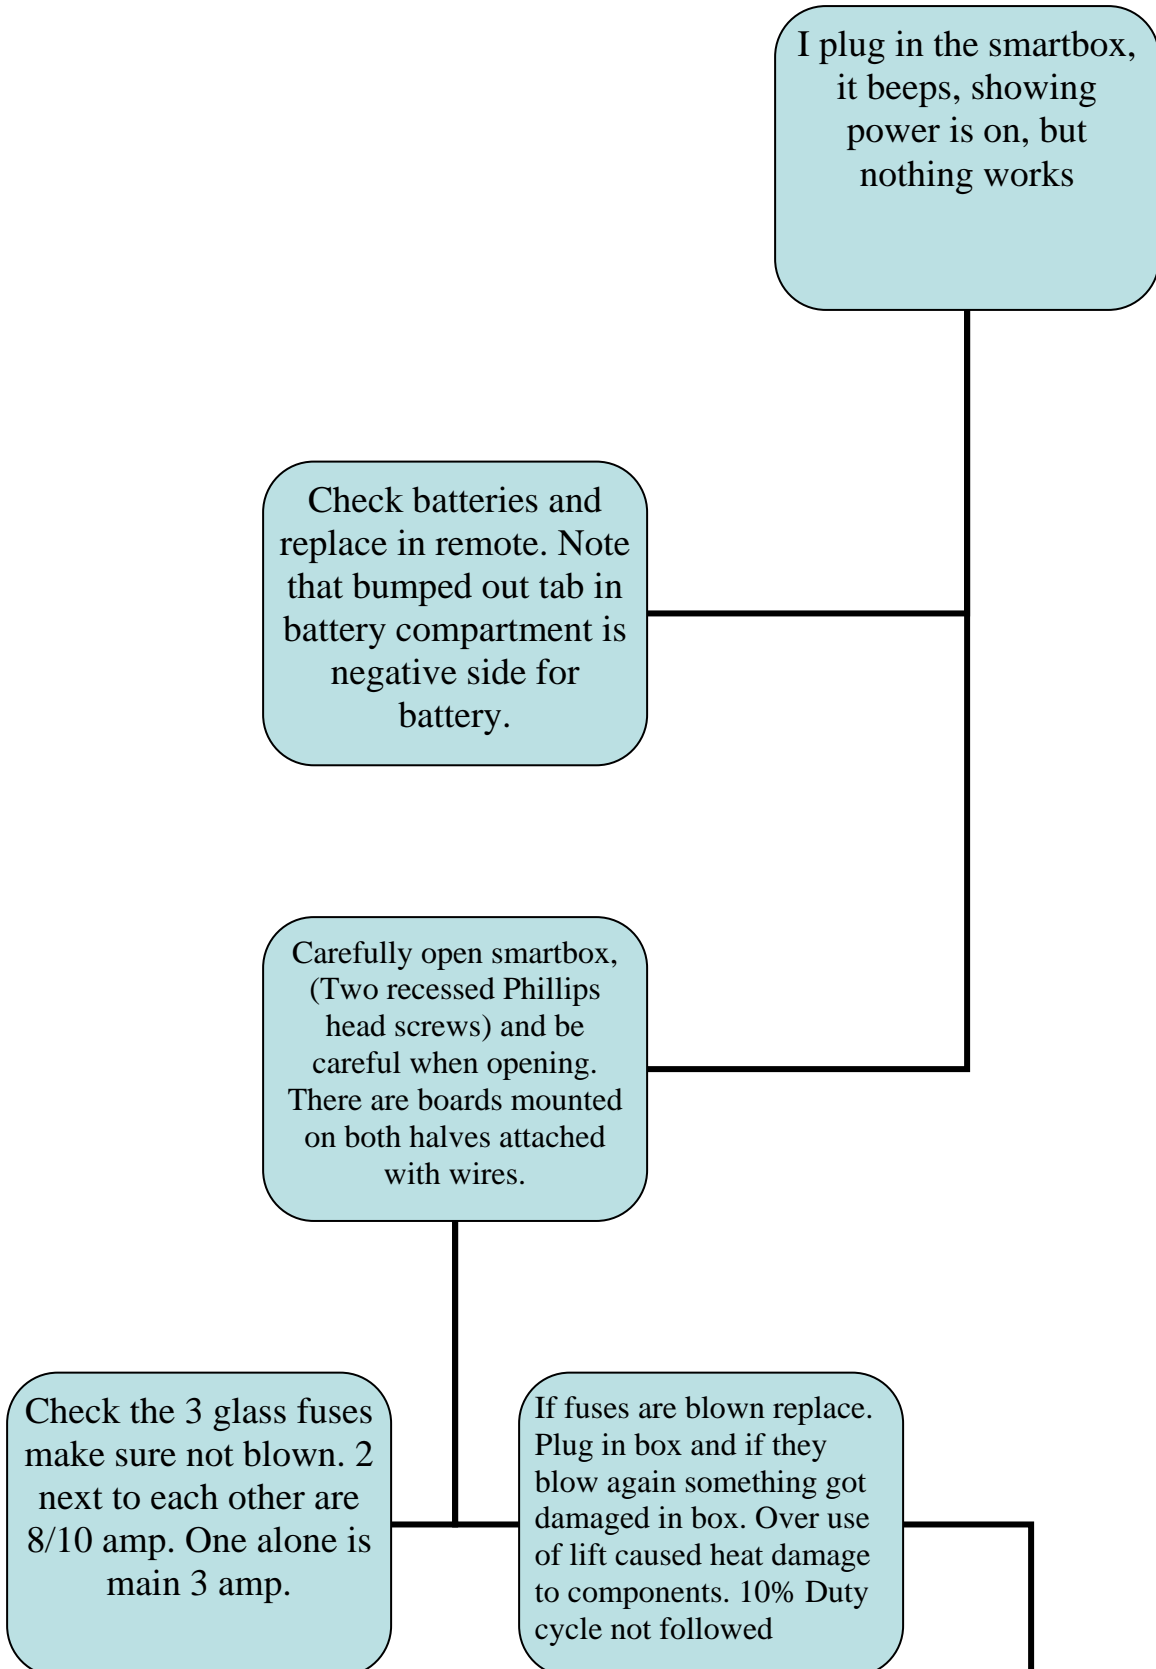 I plug in the smartbox,
it beeps, showing
power is on, but
nothing works
Check batteries and
replace in remote. Note
that bumped out tab in
battery compartment is
negative side for
battery.
Carefully open smartbox,
(Two recessed Phillips
head screws) and be
careful when opening.
There are boards mounted
on both halves attached
with wires.
Check the 3 glass fuses
make sure not blown. 2
next to each other are
8/10 amp. One alone is
main 3 amp.
If fuses are blown replace.
Plug in box and if they
blow again something got
damaged in box. Over use
of lift caused heat damage
to components. 10% Duty
cycle not followed